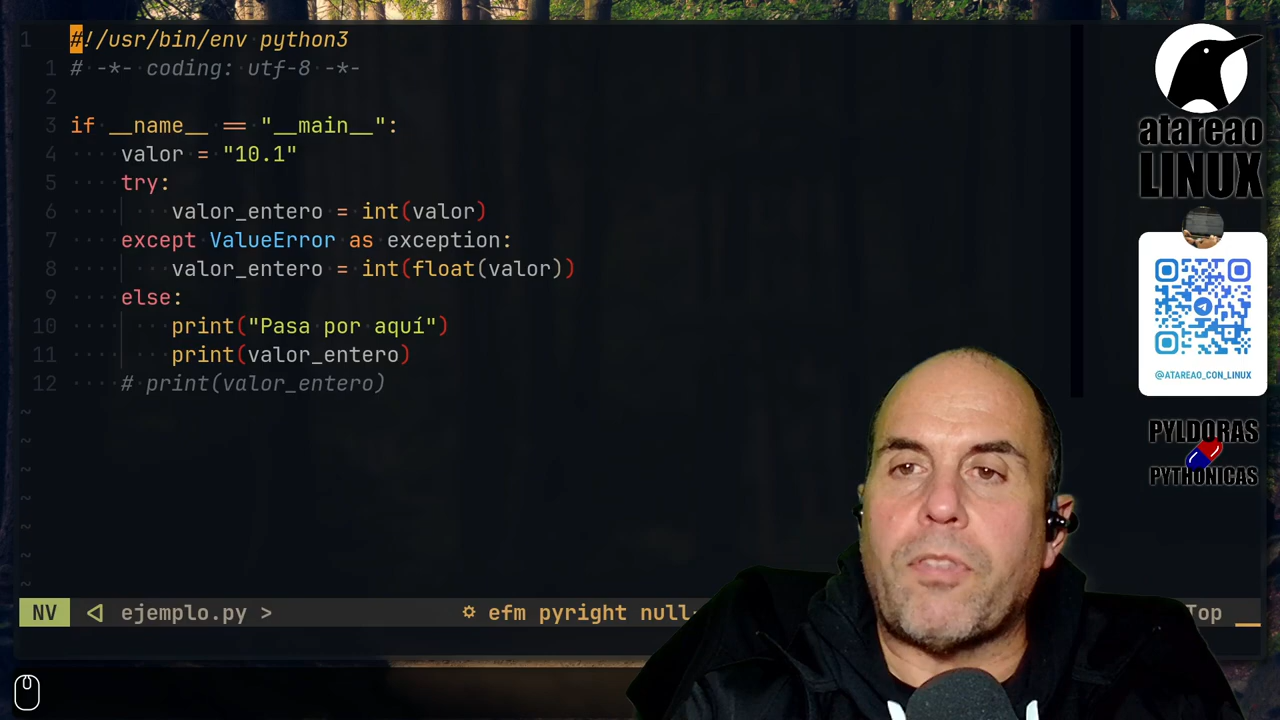 1 #!/usr/bin/env python3
1 # -*- coding: utf-8 -*-
2
3 if __name__ == "__main__":
4 valor = "10.1"
5 try:
6 valor_entero = int(valor)
7 except ValueError as exception:
8 valor_entero = int(float(valor))
9 else:
10 print("Pasa por aquí")
11 print(valor_entero)
12 # print(valor_entero)
~
~
~
~
~
~
~
NV ejemplo.py > efm pyright null- Top
atareao
LINUX
@ATAREAO_CON_LINUX
PYLDORAS
PYTHONICAS